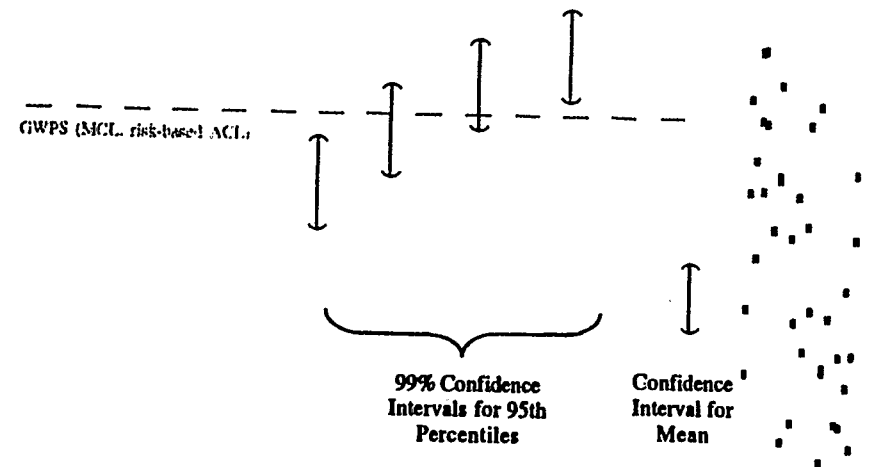 GWPS (MCL, risk-based ACL)
99% Confidence
Intervals for 95th
Percentiles
Confidence
Interval for
Mean